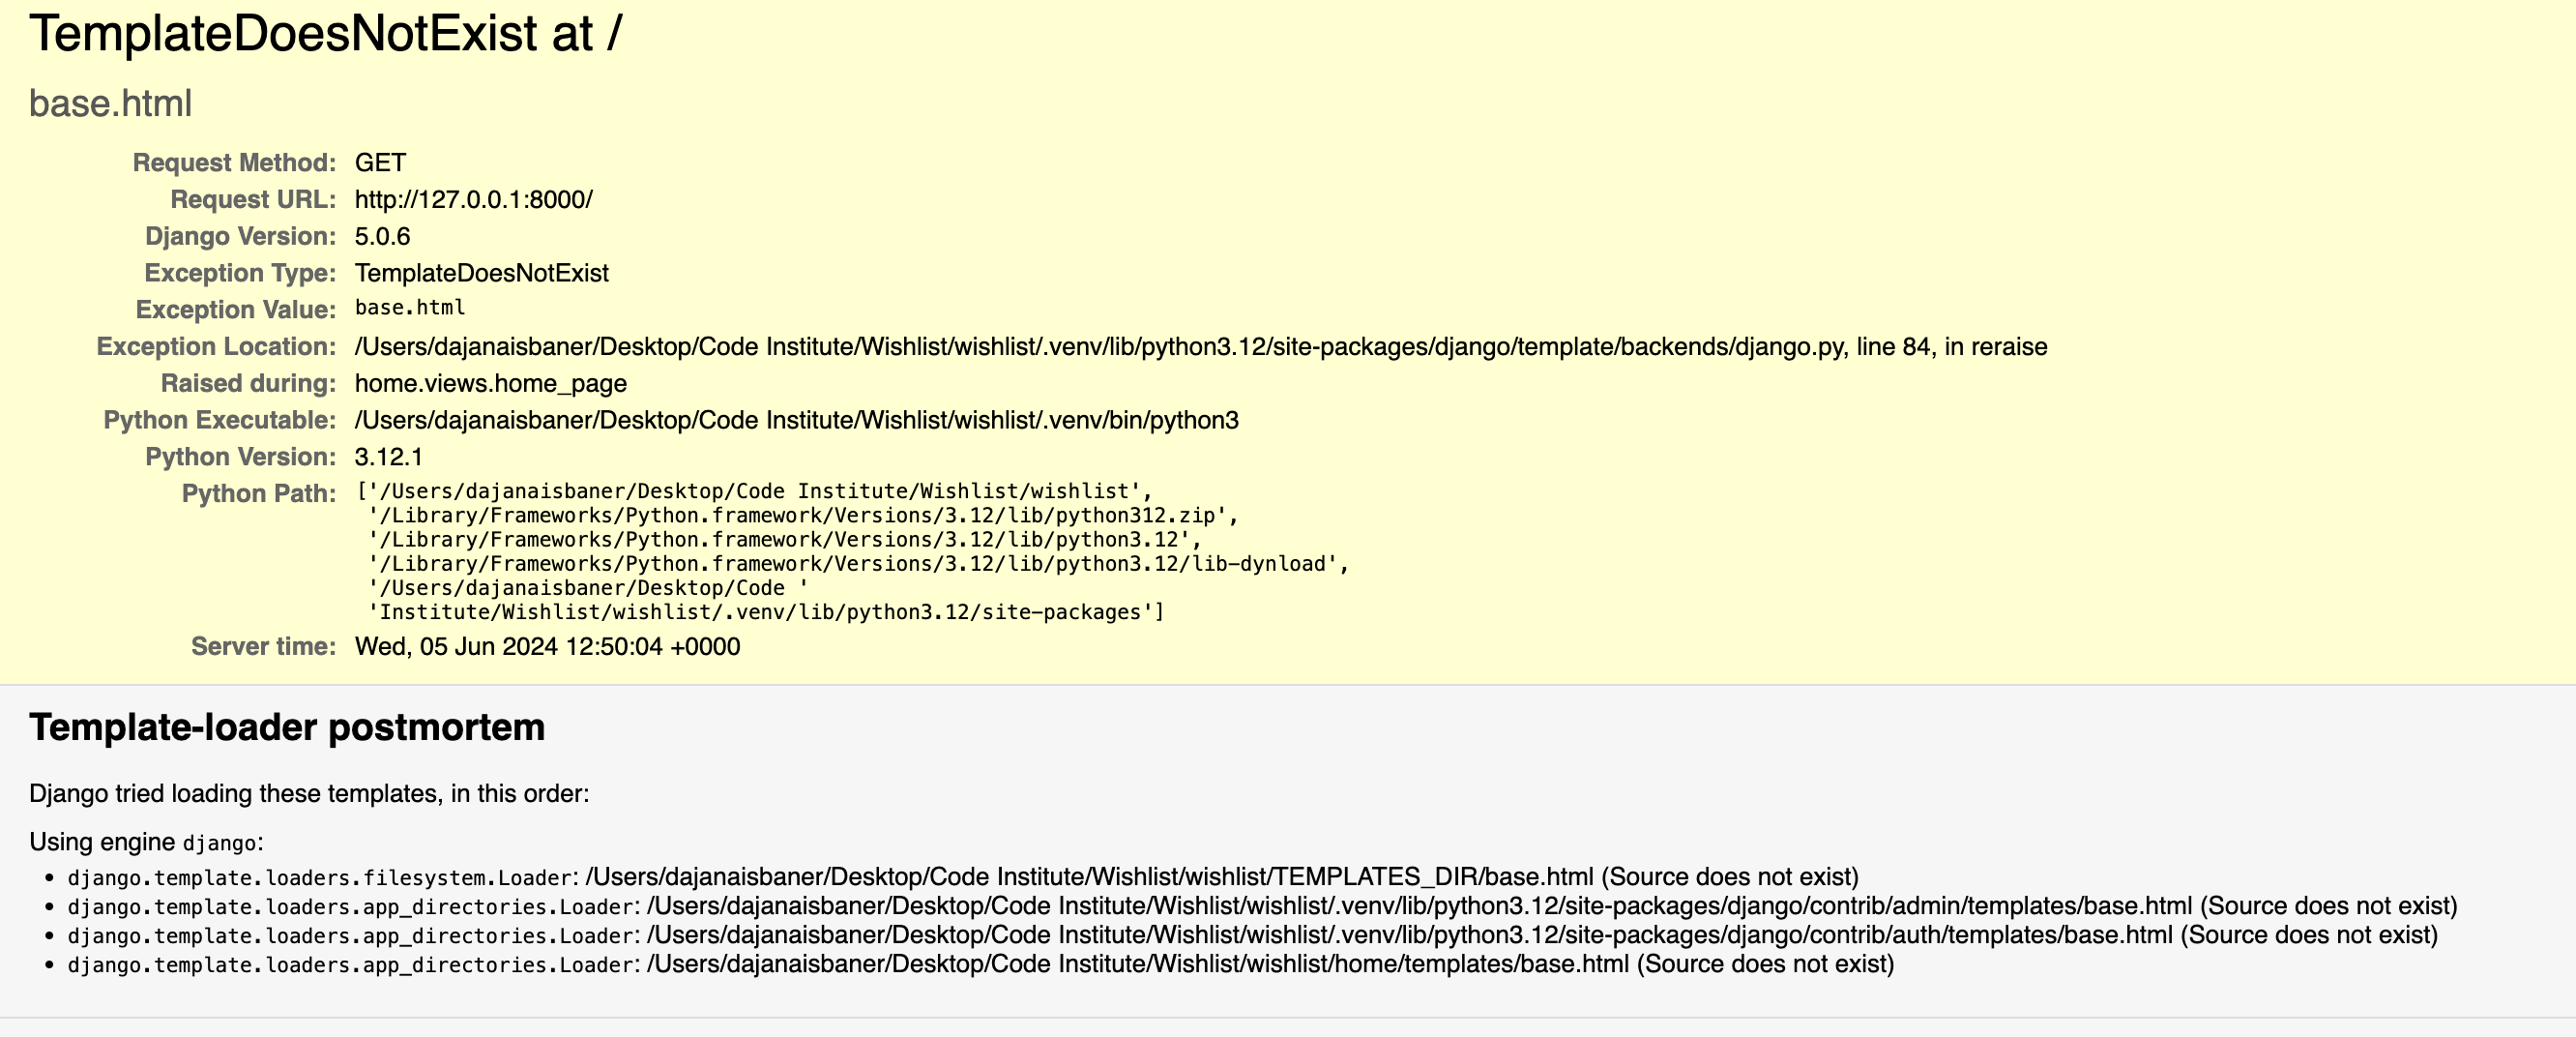 TemplateDoesNotExist at /
base.html
Request Method: GET
Request URL: http://127.0.0.1:8000/
Django Version: 5.0.6
Exception Type: TemplateDoesNotExist
Exception Value: base.html
Exception Location: /Users/dajanaisbaner/Desktop/Code Institute/Wishlist/wishlist/.venv/lib/python3.12/site-packages/django/template/backends/django.py, line 84, in reraise
Raised during: home.views.home_page
Python Executable: /Users/dajanaisbaner/Desktop/Code Institute/Wishlist/wishlist/.venv/bin/python3
Python Version: 3.12.1
Python Path: ['/Users/dajanaisbaner/Desktop/Code Institute/Wishlist/wishlist',
'/Library/Frameworks/Python.framework/Versions/3.12/lib/python312.zip',
'/Library/Frameworks/Python.framework/Versions/3.12/lib/python3.12',
'/Library/Frameworks/Python.framework/Versions/3.12/lib/python3.12/lib-dynload',
'/Users/dajanaisbaner/Desktop/Code '
'Institute/Wishlist/wishlist/.venv/lib/python3.12/site-packages']
Server time: Wed, 05 Jun 2024 12:50:04 +0000
Template-loader postmortem
Django tried loading these templates, in this order:
Using engine django:
• django.template.loaders.filesystem.Loader: /Users/dajanaisbaner/Desktop/Code Institute/Wishlist/wishlist/TEMPLATES_DIR/base.html (Source does not exist)
• django.template.loaders.app_directories.Loader: /Users/dajanaisbaner/Desktop/Code Institute/Wishlist/wishlist/.venv/lib/python3.12/site-packages/django/contrib/admin/templates/base.html (Source does not exist)
• django.template.loaders.app_directories.Loader: /Users/dajanaisbaner/Desktop/Code Institute/Wishlist/wishlist/.venv/lib/python3.12/site-packages/django/contrib/auth/templates/base.html (Source does not exist)
• django.template.loaders.app_directories.Loader: /Users/dajanaisbaner/Desktop/Code Institute/Wishlist/wishlist/home/templates/base.html (Source does not exist)